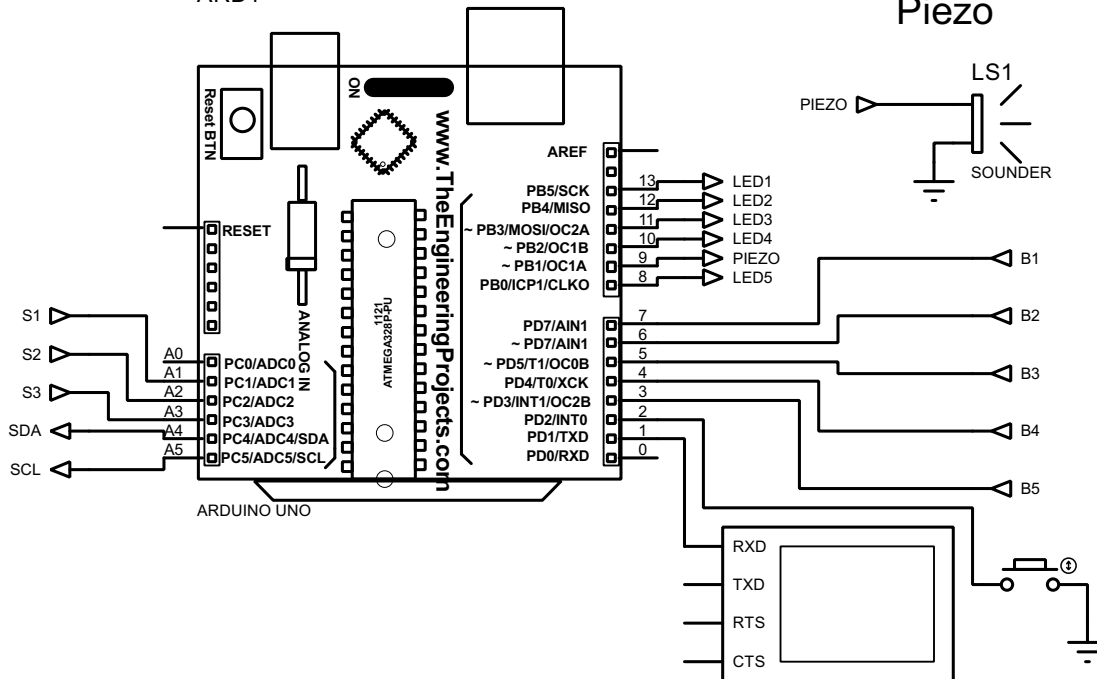 ARD1
Piezo
LS1
PIEZO
SOUNDER
ON
Reset BTN
www.TheEngineeringProjects.com
AREF
PB5/SCK 13 LED1
PB4/MISO 12 LED2
~ PB3/MOSI/OC2A 11 LED3
~ PB2/OC1B 10 LED4
~ PB1/OC1A 9 PIEZO
PB0/ICP1/CLKO 8 LED5
RESET
ANALOG IN
1121
ATMEGA328P-PU
PD7/AIN1 7 B1
~ PD7/AIN1 6 B2
~ PD5/T1/OC0B 5 B3
PD4/T0/XCK 4 B4
~ PD3/INT1/OC2B 3 B5
PD2/INT0 2
PD1/TXD 1
PD0/RXD 0
A0 PC0/ADC0
S1 A1 PC1/ADC1
S2 A2 PC2/ADC2
S3 A3 PC3/ADC3
SDA A4 PC4/ADC4/SDA
SCL A5 PC5/ADC5/SCL
ARDUINO UNO
RXD
TXD
RTS
CTS